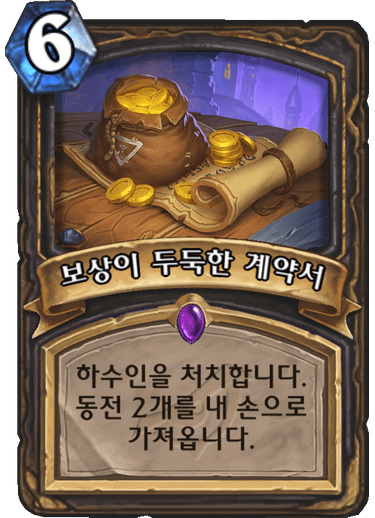 6
보상이 두둑한 계약서
하수인을 처치합니다.
동전 2개를 내 손으로
가져옵니다.